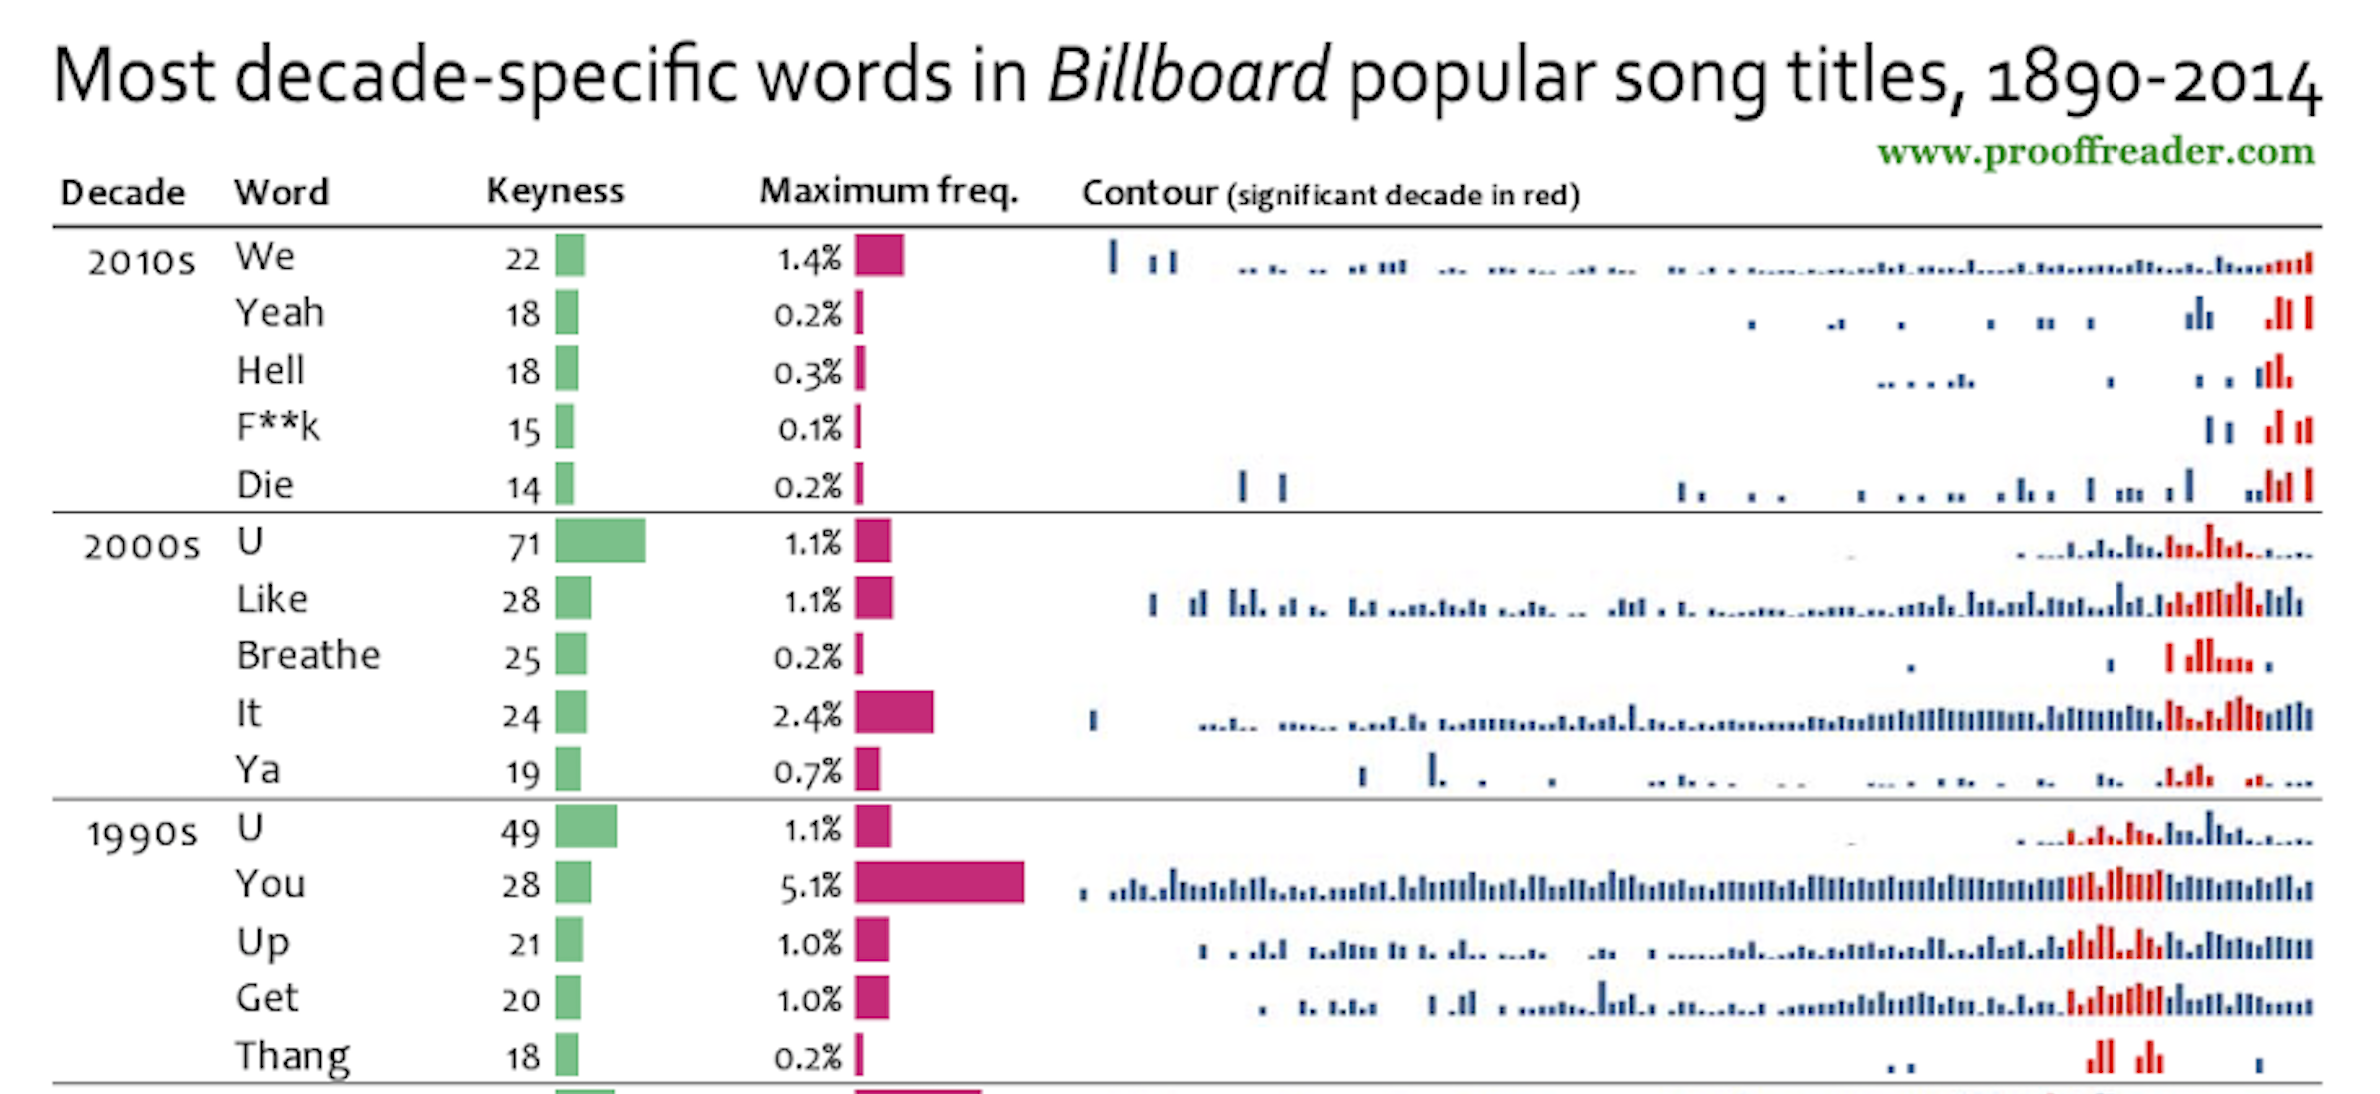 Most decade-specific words in Billboard popular song titles, 1890-2014
www.prooffreader.com
Decade Word Keyness Maximum freq. Contour (significant decade in red)
2010s We 22 1.4%
Yeah 18 0.2%
Hell 18 0.3%
F**k 15 0.1%
Die 14 0.2%
2000s U 71 1.1%
Like 28 1.1%
Breathe 25 0.2%
It 24 2.4%
Ya 19 0.7%
1990s U 49 1.1%
You 28 5.1%
Up 21 1.0%
Get 20 1.0%
Thang 18 0.2%